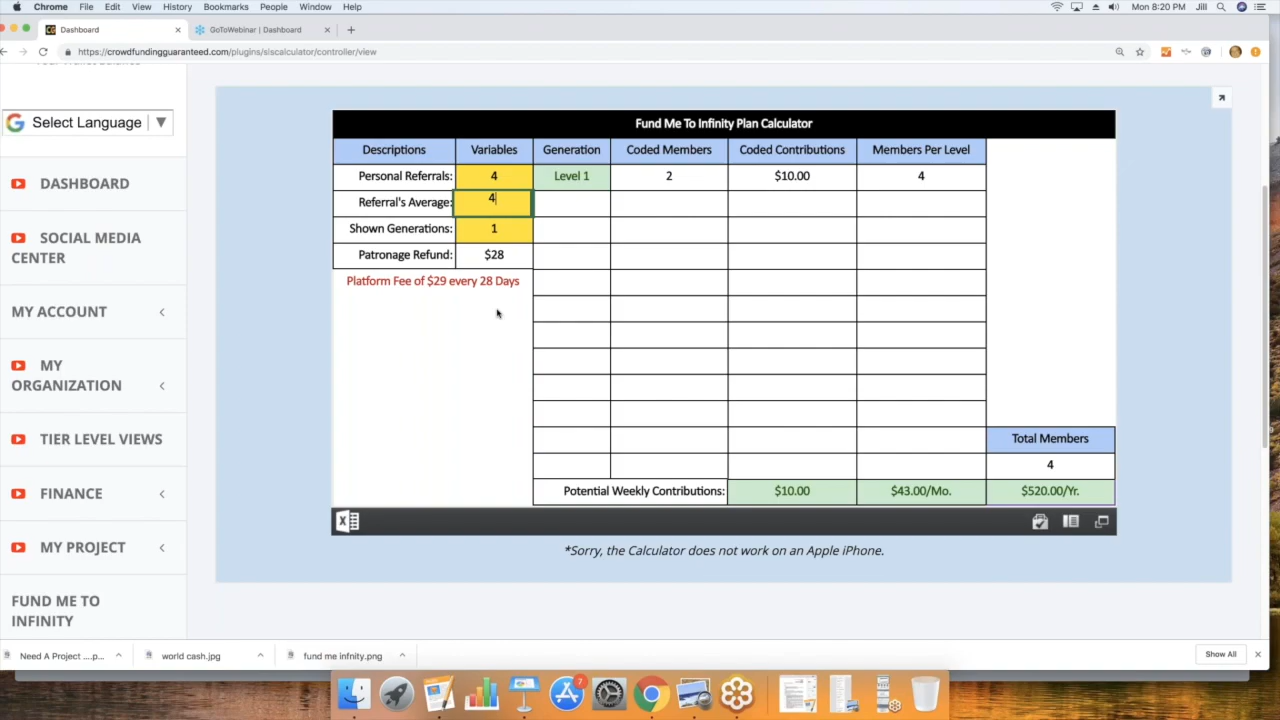 Chrome File Edit View History Bookmarks People Window Help Mon 8:20 PM Jill
Dashboard GoToWebinar | Dashboard
https://crowdfundingguaranteed.com/plugins/slscalculator/controller/view
Select Language
DASHBOARD
SOCIAL MEDIA
CENTER
MY ACCOUNT
MY
ORGANIZATION
TIER LEVEL VIEWS
FINANCE
MY PROJECT
FUND ME TO
INFINITY
Fund Me To Infinity Plan Calculator
Descriptions Variables Generation Coded Members Coded Contributions Members Per Level
Personal Referrals: 4 Level 1 2 $10.00 4
Referral's Average: 4
Shown Generations: 1
Patronage Refund: $28
Platform Fee of $29 every 28 Days
Total Members
4
Potential Weekly Contributions: $10.00 $43.00/Mo. $520.00/Yr.
*Sorry, the Calculator does not work on an Apple iPhone.
Need A Project ....p... world cash.jpg fund me infnity.png Show All
7